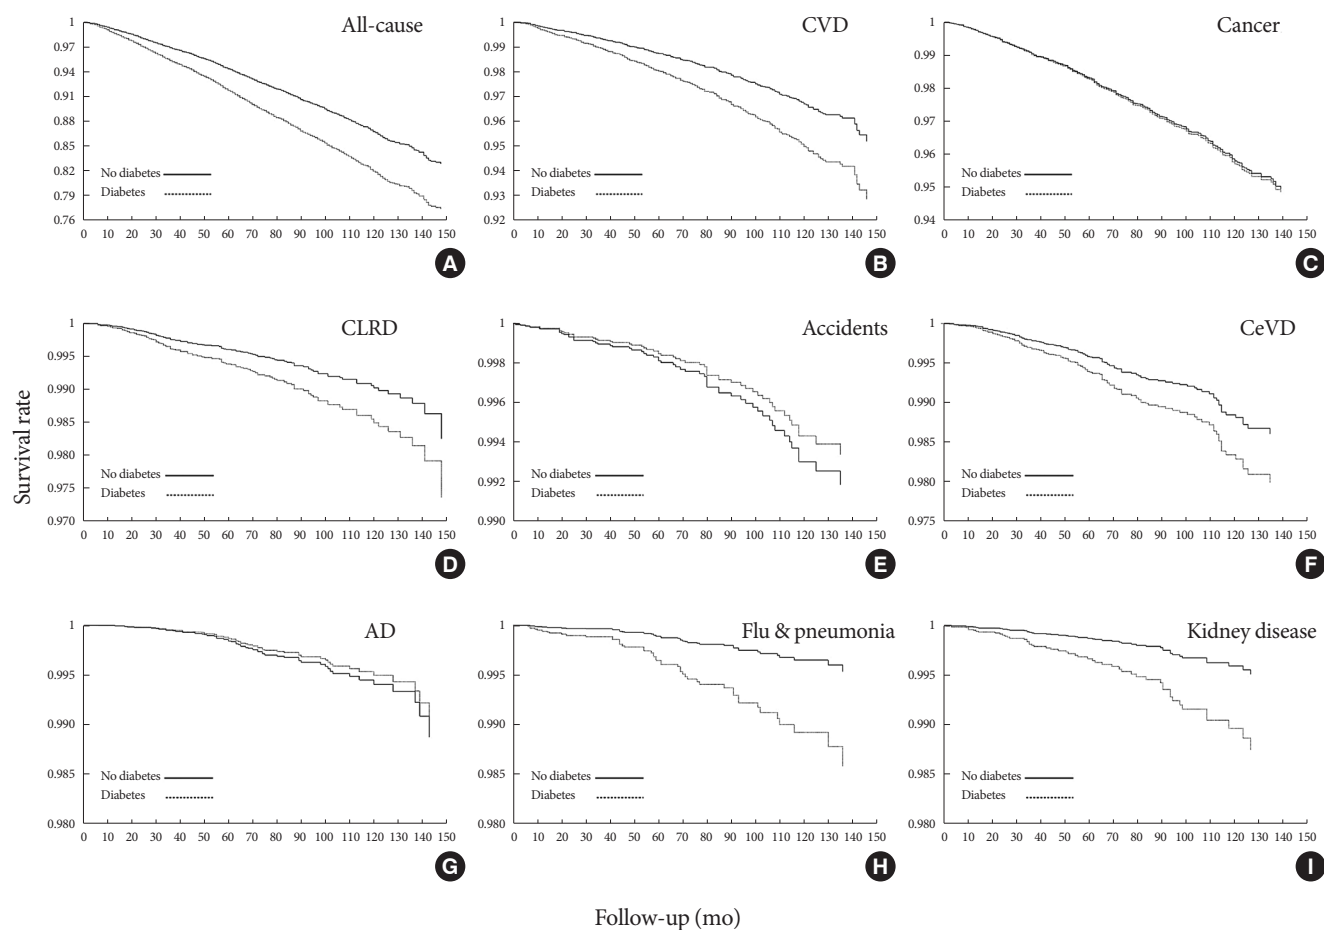 All-cause
1
0.97
0.94
0.91
0.88
0.85
0.82
0.79
0.76
No diabetes
Diabetes
0 10 20 30 40 50 60 70 80 90 100 110 120 130 140 150
A
CVD
1
0.99
0.98
0.97
0.96
0.95
0.94
0.93
0.92
No diabetes
Diabetes
0 10 20 30 40 50 60 70 80 90 100 110 120 130 140 150
B
Cancer
1
0.99
0.98
0.97
0.96
0.95
0.94
No diabetes
Diabetes
0 10 20 30 40 50 60 70 80 90 100 110 120 130 140 150
C
Survival rate
CLRD
1
0.995
0.990
0.985
0.980
0.975
0.970
No diabetes
Diabetes
0 10 20 30 40 50 60 70 80 90 100 110 120 130 140 150
D
Accidents
1
0.998
0.996
0.994
0.992
0.990
No diabetes
Diabetes
0 10 20 30 40 50 60 70 80 90 100 110 120 130 140 150
E
CeVD
1
0.995
0.990
0.985
0.980
0.975
No diabetes
Diabetes
0 10 20 30 40 50 60 70 80 90 100 110 120 130 140 150
F
AD
1
0.995
0.990
0.985
0.980
No diabetes
Diabetes
0 10 20 30 40 50 60 70 80 90 100 110 120 130 140 150
G
Flu & pneumonia
1
0.995
0.990
0.985
0.980
No diabetes
Diabetes
0 10 20 30 40 50 60 70 80 90 100 110 120 130 140 150
H
Kidney disease
1
0.995
0.990
0.985
0.980
No diabetes
Diabetes
0 10 20 30 40 50 60 70 80 90 100 110 120 130 140 150
I
Follow-up (mo)